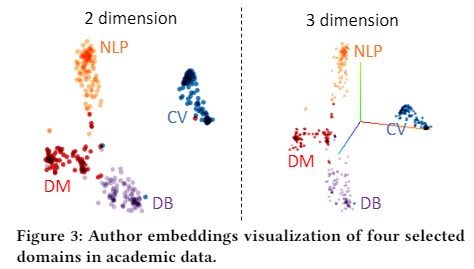 2 dimension
3 dimension
NLP
CV
DM
DB
NLP
CV
DM
DB
Figure 3: Author embeddings visualization of four selected
domains in academic data.